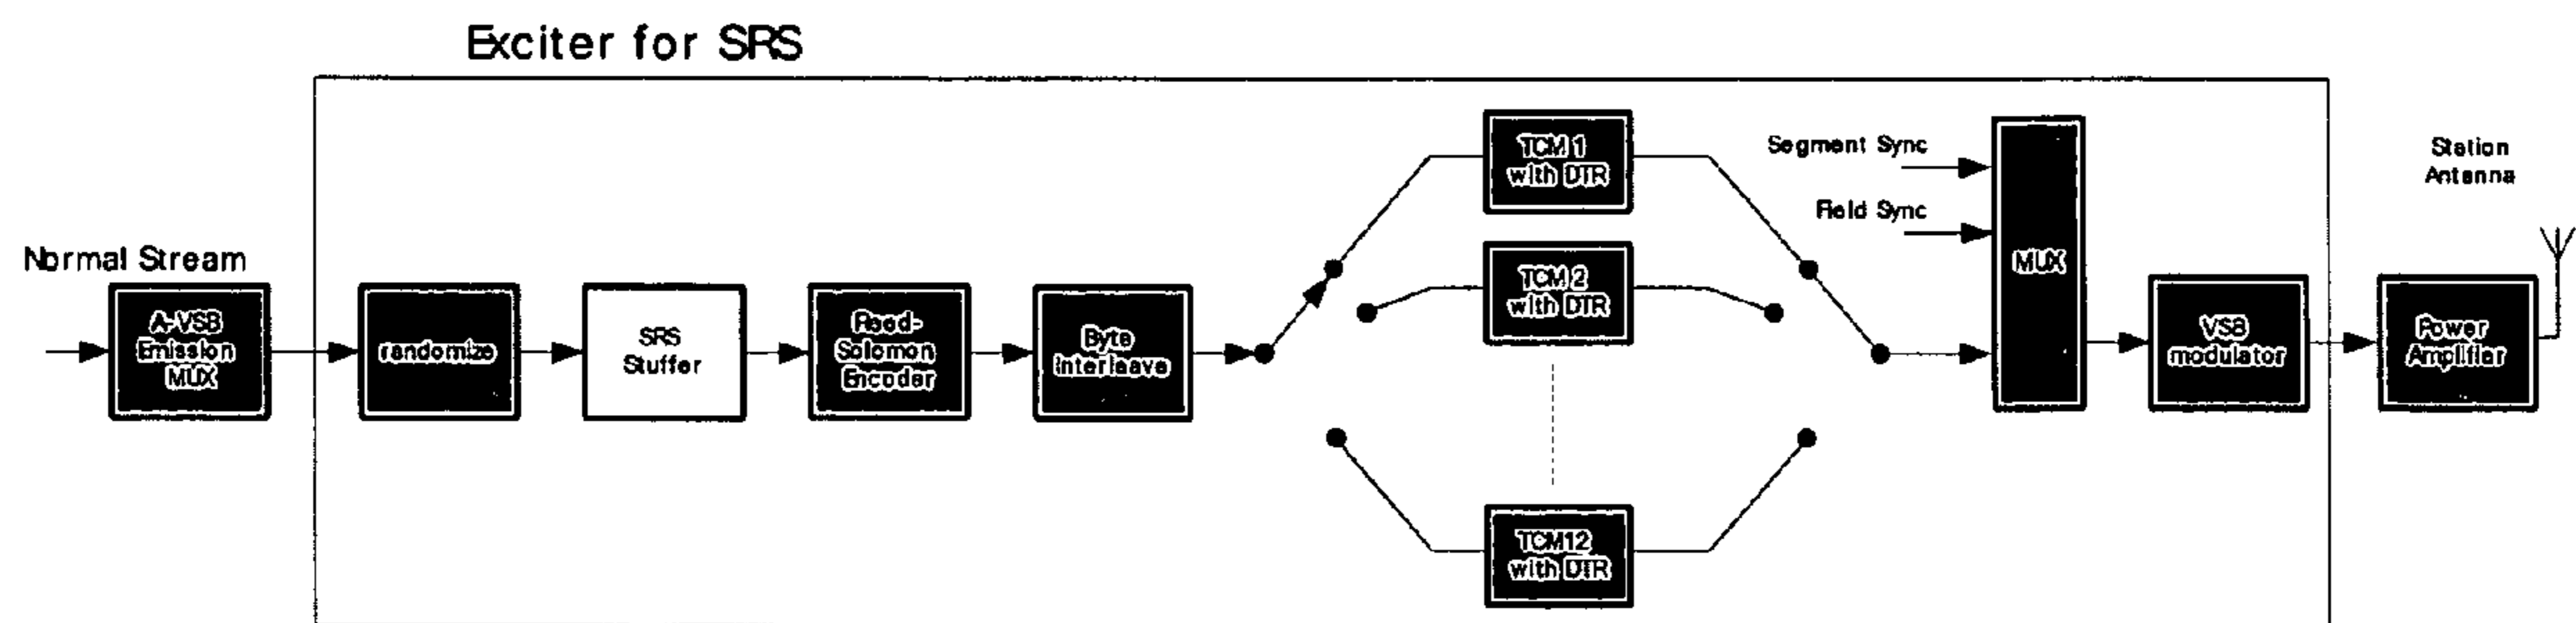 Exciter for SRS
Normal Stream
A-VSB
Emission
MUX
randomize
SRS
Stuffer
Reed-
Solomon
Encoder
Byte
interleave
TCM 1
with DTR
TCM 2
with DTR
TCM12
with DTR
Segment Sync
Field Sync
MUX
VSB
modulator
Power
Amplifier
Station
Antenna